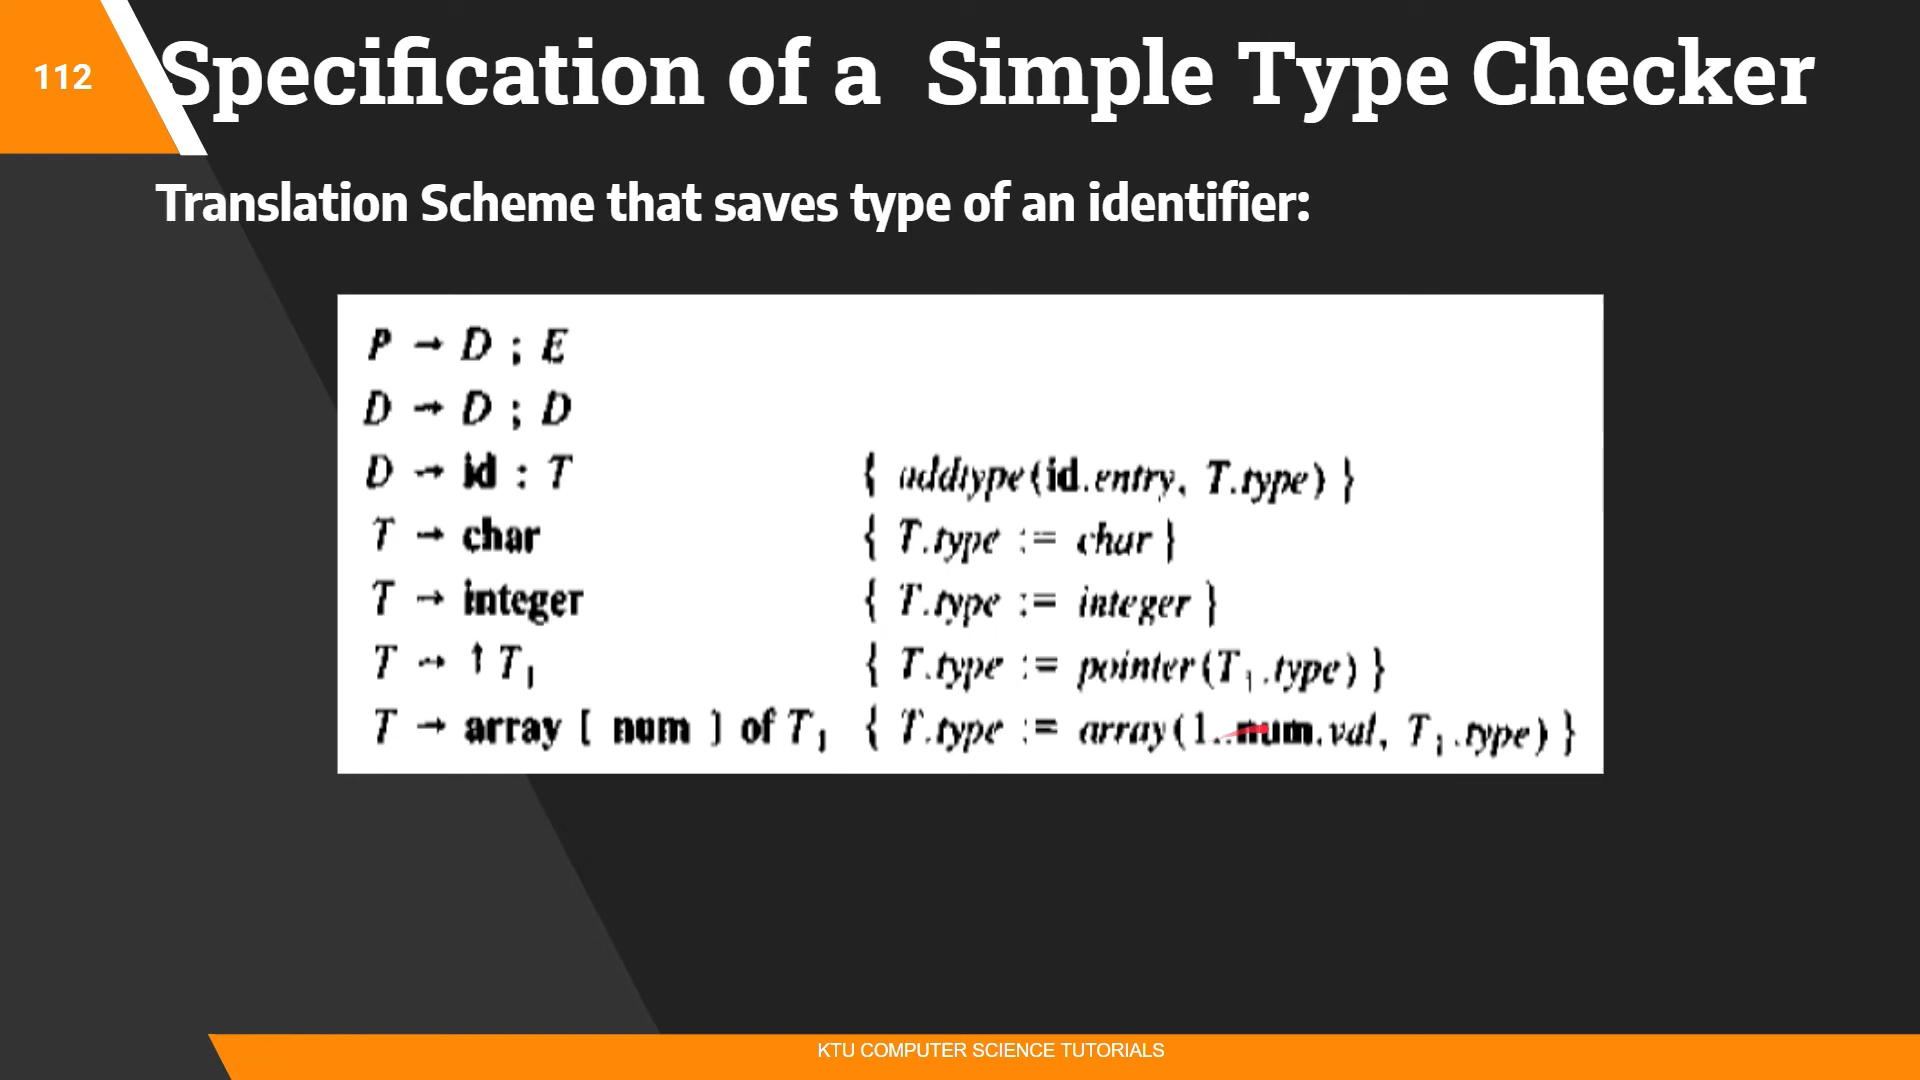 112
Specification of a Simple Type Checker
Translation Scheme that saves type of an identifier:
P → D ; E
D → D ; D
D → id : T { addtype(id.entry, T.type) }
T → char { T.type := char }
T → integer { T.type := integer }
T → ↑ T₁ { T.type := pointer(T₁.type) }
T → array [ num ] of T₁ { T.type := array(1..num.val, T₁.type) }
KTU COMPUTER SCIENCE TUTORIALS